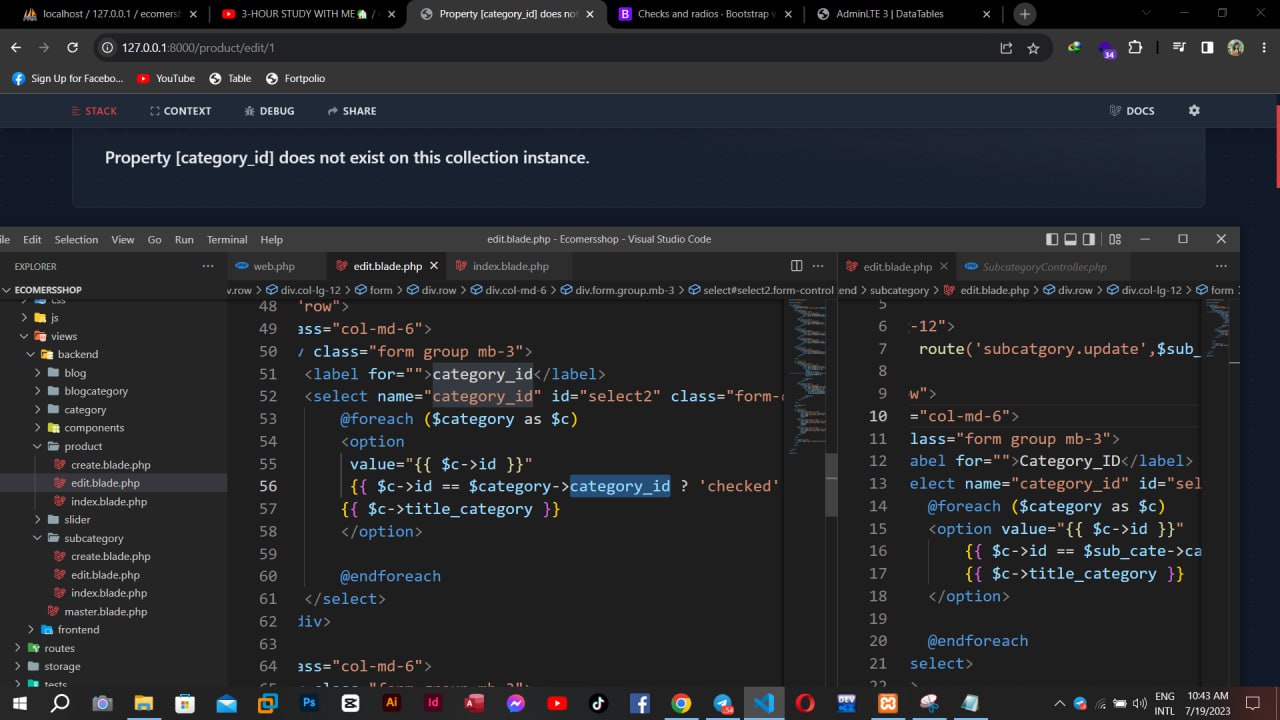 localhost / 127.0.0.1 / ecomersh
3-HOUR STUDY WITH ME
Property [category_id] does not
Checks and radios · Bootstrap v
AdminLTE 3 | DataTables
127.0.0.1:8000/product/edit/1
34
Sign Up for Facebo...
YouTube
Table
Fortpolio
STACK
CONTEXT
DEBUG
SHARE
DOCS
Property [category_id] does not exist on this collection instance.
ile Edit Selection View Go Run Terminal Help
edit.blade.php - Ecomersshop - Visual Studio Code
EXPLORER ···
web.php
edit.blade.php
index.blade.php
edit.blade.php
SubcategoryController.php
ECOMERSSHOP
v.row > div.col-lg-12 > form > div.row > div.col-md-6 > div.form.group.mb-3 > select#select2.form-control
end > subcategory > edit.blade.php > div.row > div.col-lg-12 > form
css
js
views
backend
blog
blogcategory
category
components
product
create.blade.php
edit.blade.php
index.blade.php
slider
subcategory
create.blade.php
edit.blade.php
index.blade.php
master.blade.php
frontend
routes
storage
tests
48 "row">
49 ass="col-md-6">
50 v class="form group mb-3">
51 <label for="">category_id</label>
52 <select name="category_id" id="select2" class="form-c
53 @foreach ($category as $c)
54 <option
55 value="{{ $c->id }}"
56 {{ $c->id == $category->category_id ? 'checked'
57 {{ $c->title_category }}
58 </option>
59
60 @endforeach
61 </select>
62 div>
63
64 ass="col-md-6">
65 class="form group mb-3">
5
6 -12">
7 route('subcatgory.update',$sub_
8
9 w">
10 ="col-md-6">
11 lass="form group mb-3">
12 abel for="">Category_ID</label>
13 elect name="category_id" id="sel
14 @foreach ($category as $c)
15 <option value="{{ $c->id }}"
16 {{ $c->id == $sub_cate->ca
17 {{ $c->title_category }}
18 </option>
19
20 @endforeach
21 select>
22 >
ENG
INTL
10:43 AM
7/19/2023